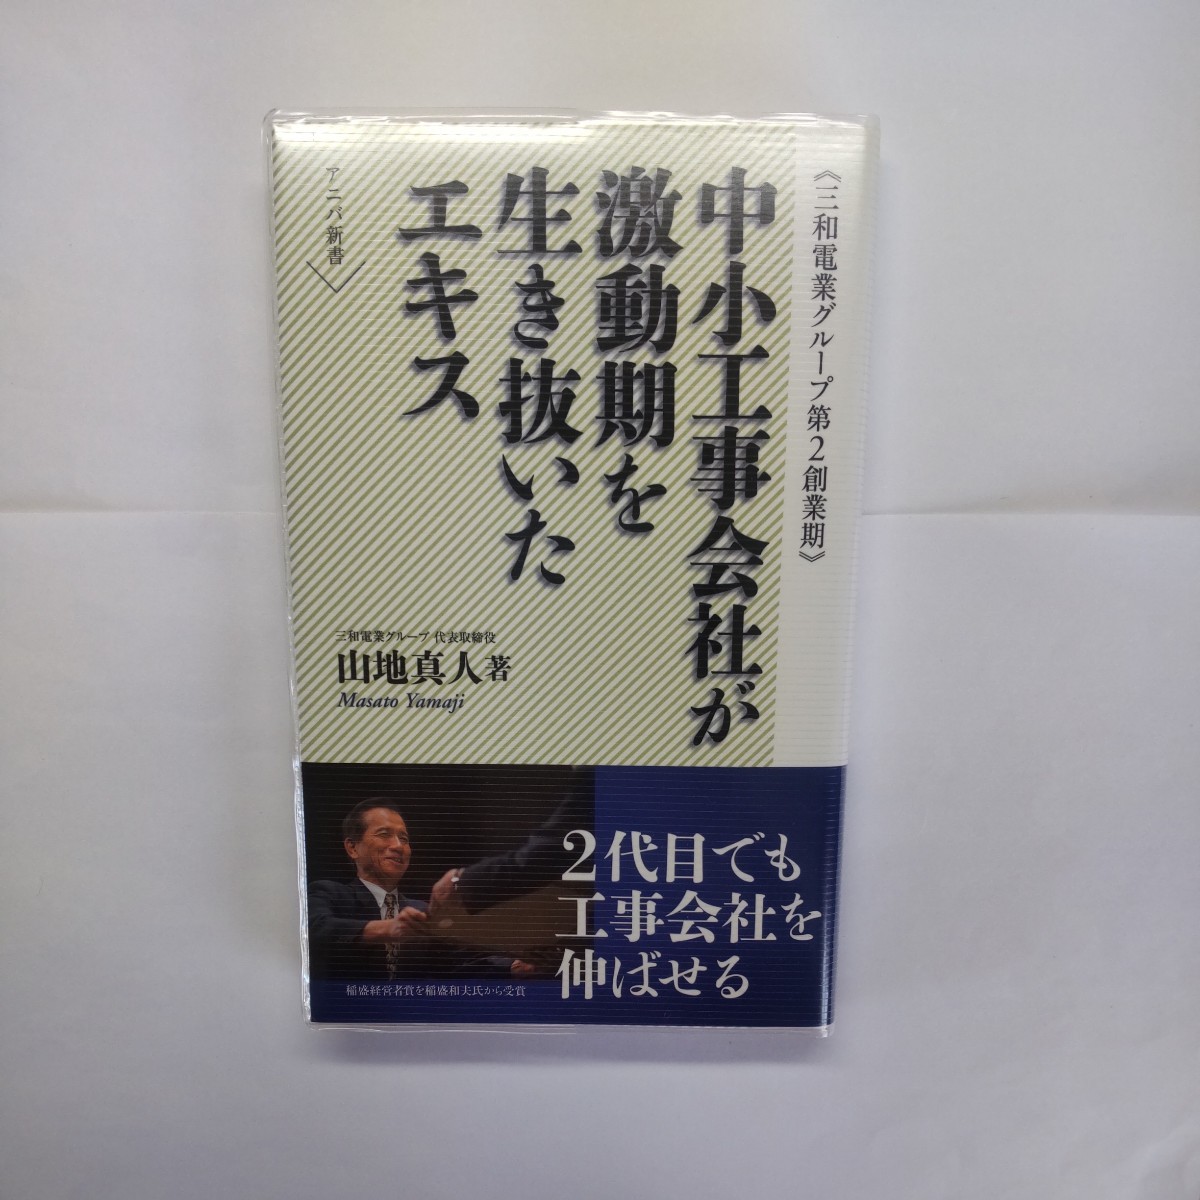 《三和電業グループ第2創業期》
中小工事会社が
激動期を
生き抜いた
エキス
アニバ新書
三和電業グループ 代表取締役
山地真人著
Masato Yamaji
2代目でも
工事会社を
伸ばせる
稲盛経営者賞を稲盛和夫氏から受賞